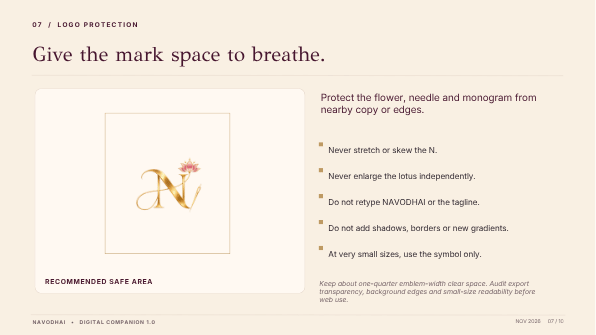 07 / LOGO PROTECTION
Give the mark space to breathe.
N
RECOMMENDED SAFE AREA
Protect the flower, needle and monogram from
nearby copy or edges.
Never stretch or skew the N.
Never enlarge the lotus independently.
Do not retype NAVODHAI or the tagline.
Do not add shadows, borders or new gradients.
At very small sizes, use the symbol only.
Keep about one-quarter emblem-width clear space. Audit export
transparency, background edges and small-size readability before
web use.
NAVODHAI • DIGITAL COMPANION 1.0
NOV 2026 07 / 10